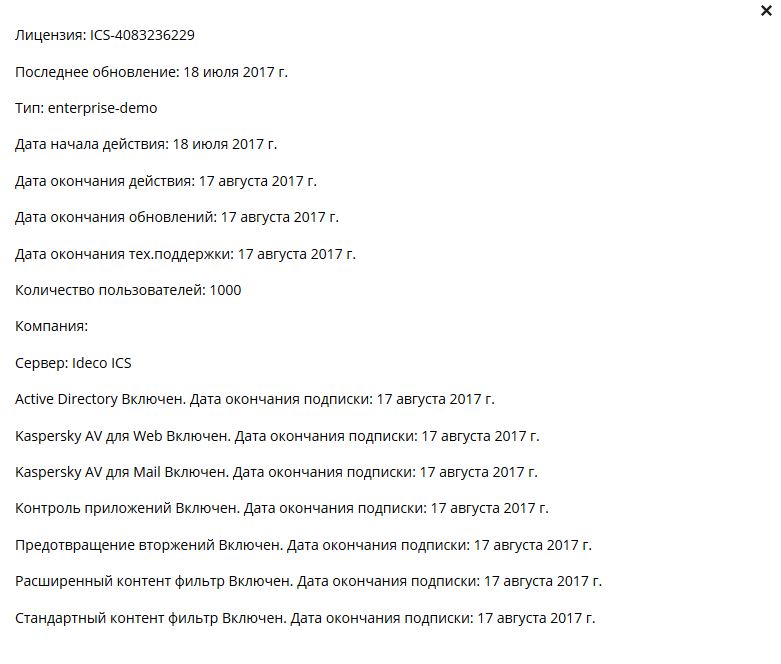 Лицензия: ICS-4083236229
Последнее обновление: 18 июля 2017 г.
Тип: enterprise-demo
Дата начала действия: 18 июля 2017 г.
Дата окончания действия: 17 августа 2017 г.
Дата окончания обновлений: 17 августа 2017 г.
Дата окончания тех.поддержки: 17 августа 2017 г.
Количество пользователей: 1000
Компания:
Сервер: Ideco ICS
Active Directory Включен. Дата окончания подписки: 17 августа 2017 г.
Kaspersky AV для Web Включен. Дата окончания подписки: 17 августа 2017 г.
Kaspersky AV для Mail Включен. Дата окончания подписки: 17 августа 2017 г.
Контроль приложений Включен. Дата окончания подписки: 17 августа 2017 г.
Предотвращение вторжений Включен. Дата окончания подписки: 17 августа 2017 г.
Расширенный контент фильтр Включен. Дата окончания подписки: 17 августа 2017 г.
Стандартный контент фильтр Включен. Дата окончания подписки: 17 августа 2017 г.